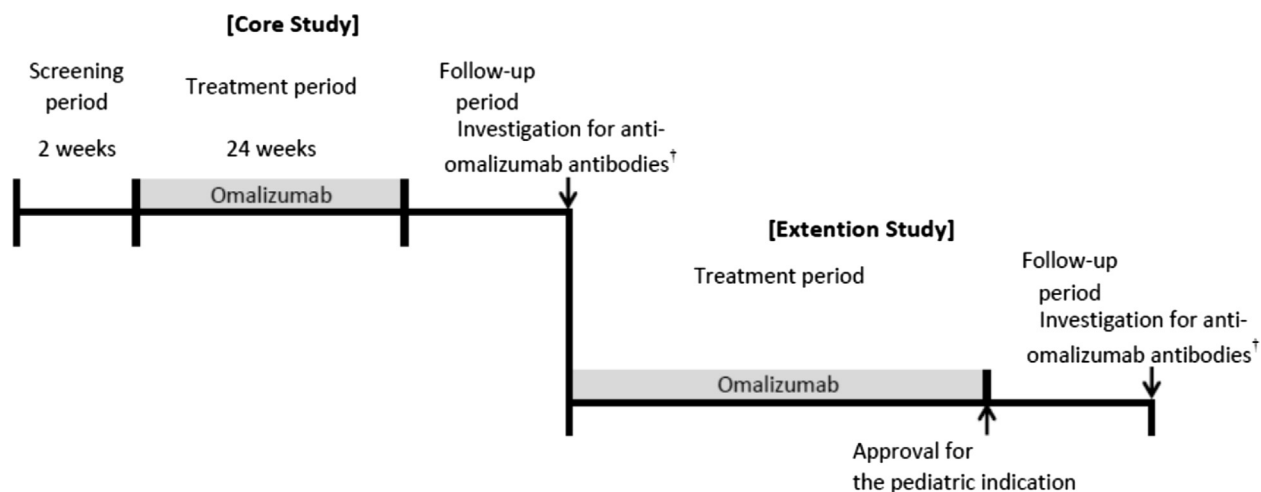 [Core Study]
Screening
period
2 weeks
Treatment period
24 weeks
Follow-up
period
Investigation for anti-
omalizumab antibodies†
Omalizumab
[Extention Study]
Treatment period
Follow-up
period
Investigation for anti-
omalizumab antibodies†
Omalizumab
Approval for
the pediatric indication